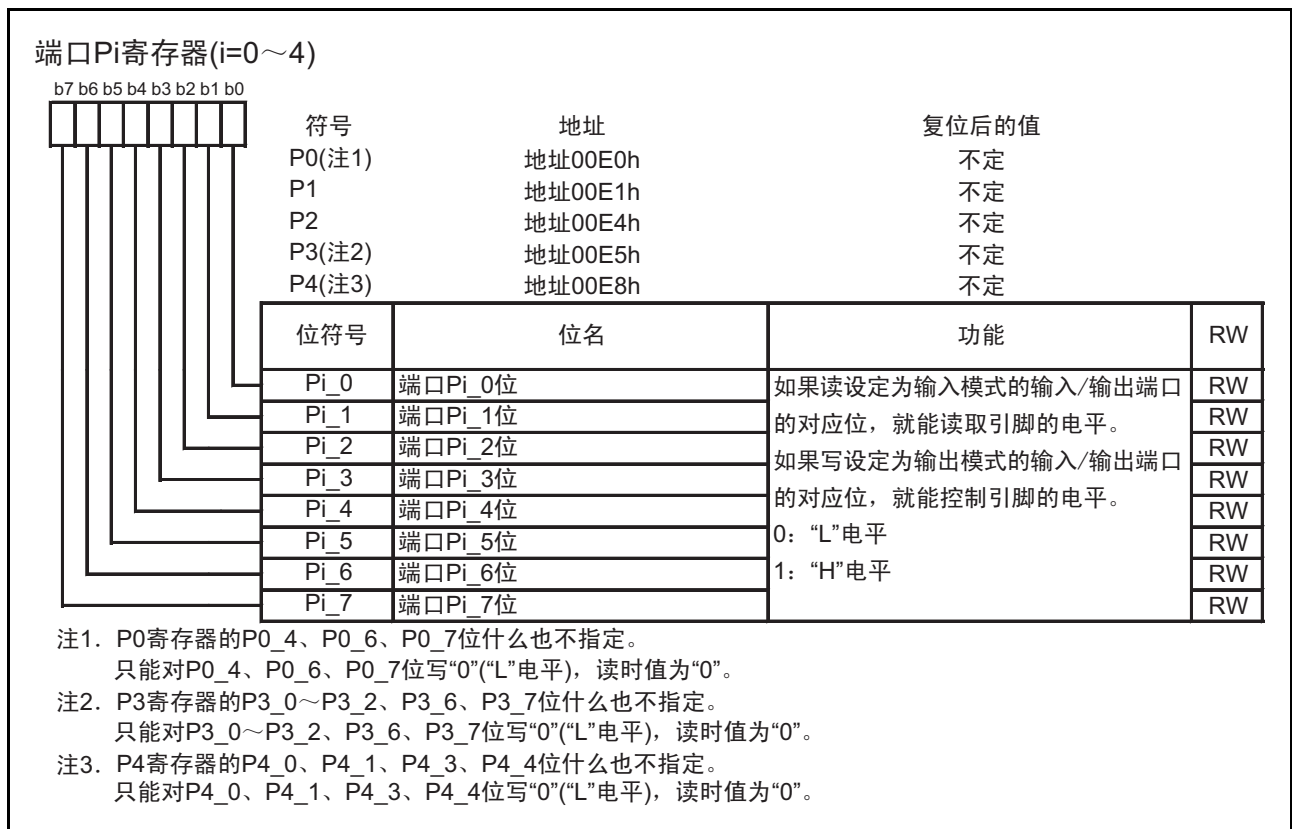 端口Pi寄存器(i=0～4)
b7 b6 b5 b4 b3 b2 b1 b0
符号 地址 复位后的值
P0(注1) 地址00E0h 不定
P1 地址00E1h 不定
P2 地址00E4h 不定
P3(注2) 地址00E5h 不定
P4(注3) 地址00E8h 不定
位符号 位名 功能 RW
Pi_0 端口Pi_0位 RW
Pi_1 端口Pi_1位 RW
Pi_2 端口Pi_2位 RW
Pi_3 端口Pi_3位 RW
Pi_4 端口Pi_4位 RW
Pi_5 端口Pi_5位 RW
Pi_6 端口Pi_6位 RW
Pi_7 端口Pi_7位 RW
如果读设定为输入模式的输入/输出端口
的对应位，就能读取引脚的电平。
如果写设定为输出模式的输入/输出端口
的对应位，就能控制引脚的电平。
0：“L”电平
1：“H”电平
注1．P0寄存器的P0_4、P0_6、P0_7位什么也不指定。
只能对P0_4、P0_6、P0_7位写“0”(“L”电平)，读时值为“0”。
注2．P3寄存器的P3_0～P3_2、P3_6、P3_7位什么也不指定。
只能对P3_0～P3_2、P3_6、P3_7位写“0”(“L”电平)，读时值为“0”。
注3．P4寄存器的P4_0、P4_1、P4_3、P4_4位什么也不指定。
只能对P4_0、P4_1、P4_3、P4_4位写“0”(“L”电平)，读时值为“0”。